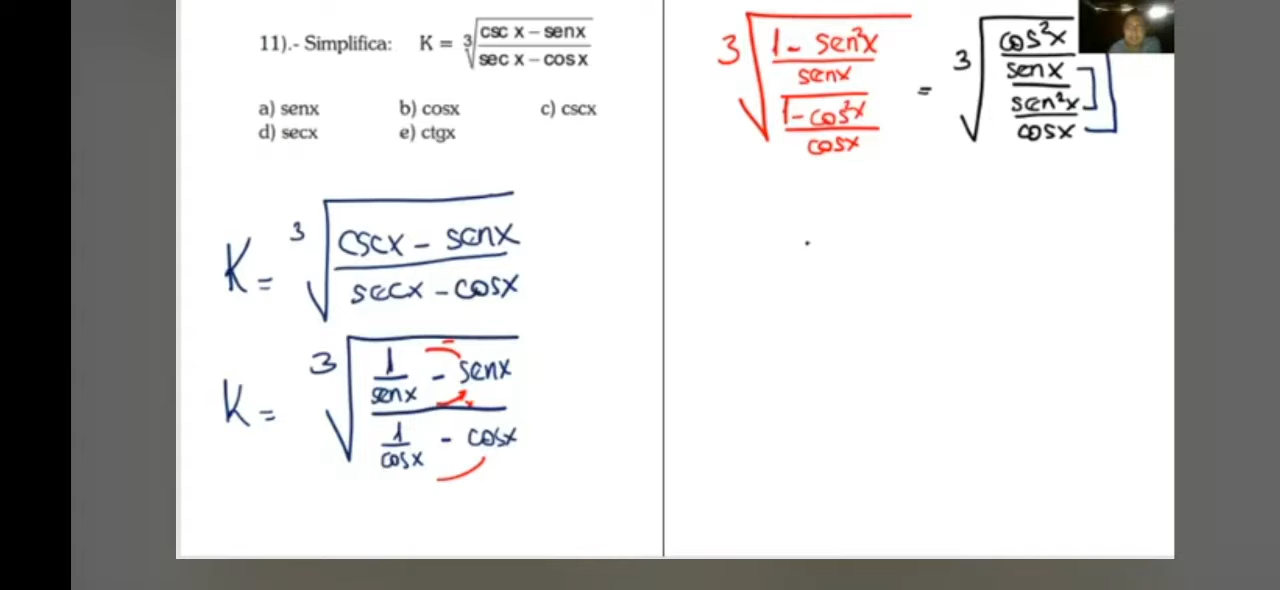 11).- Simplifica: K = ∛((csc x – senx)/(sec x – cosx))
a) senx b) cosx c) cscx
d) secx e) ctgx
K = ∛((cscx - senx)/(secx - cosx))
K = ∛((1/senx - senx)/(1/cosx - cosx))
∛(((1 - sen²x)/senx)/((1 - cos²x)/cosx)) = ∛((cos²x/senx)/(sen²x/cosx))